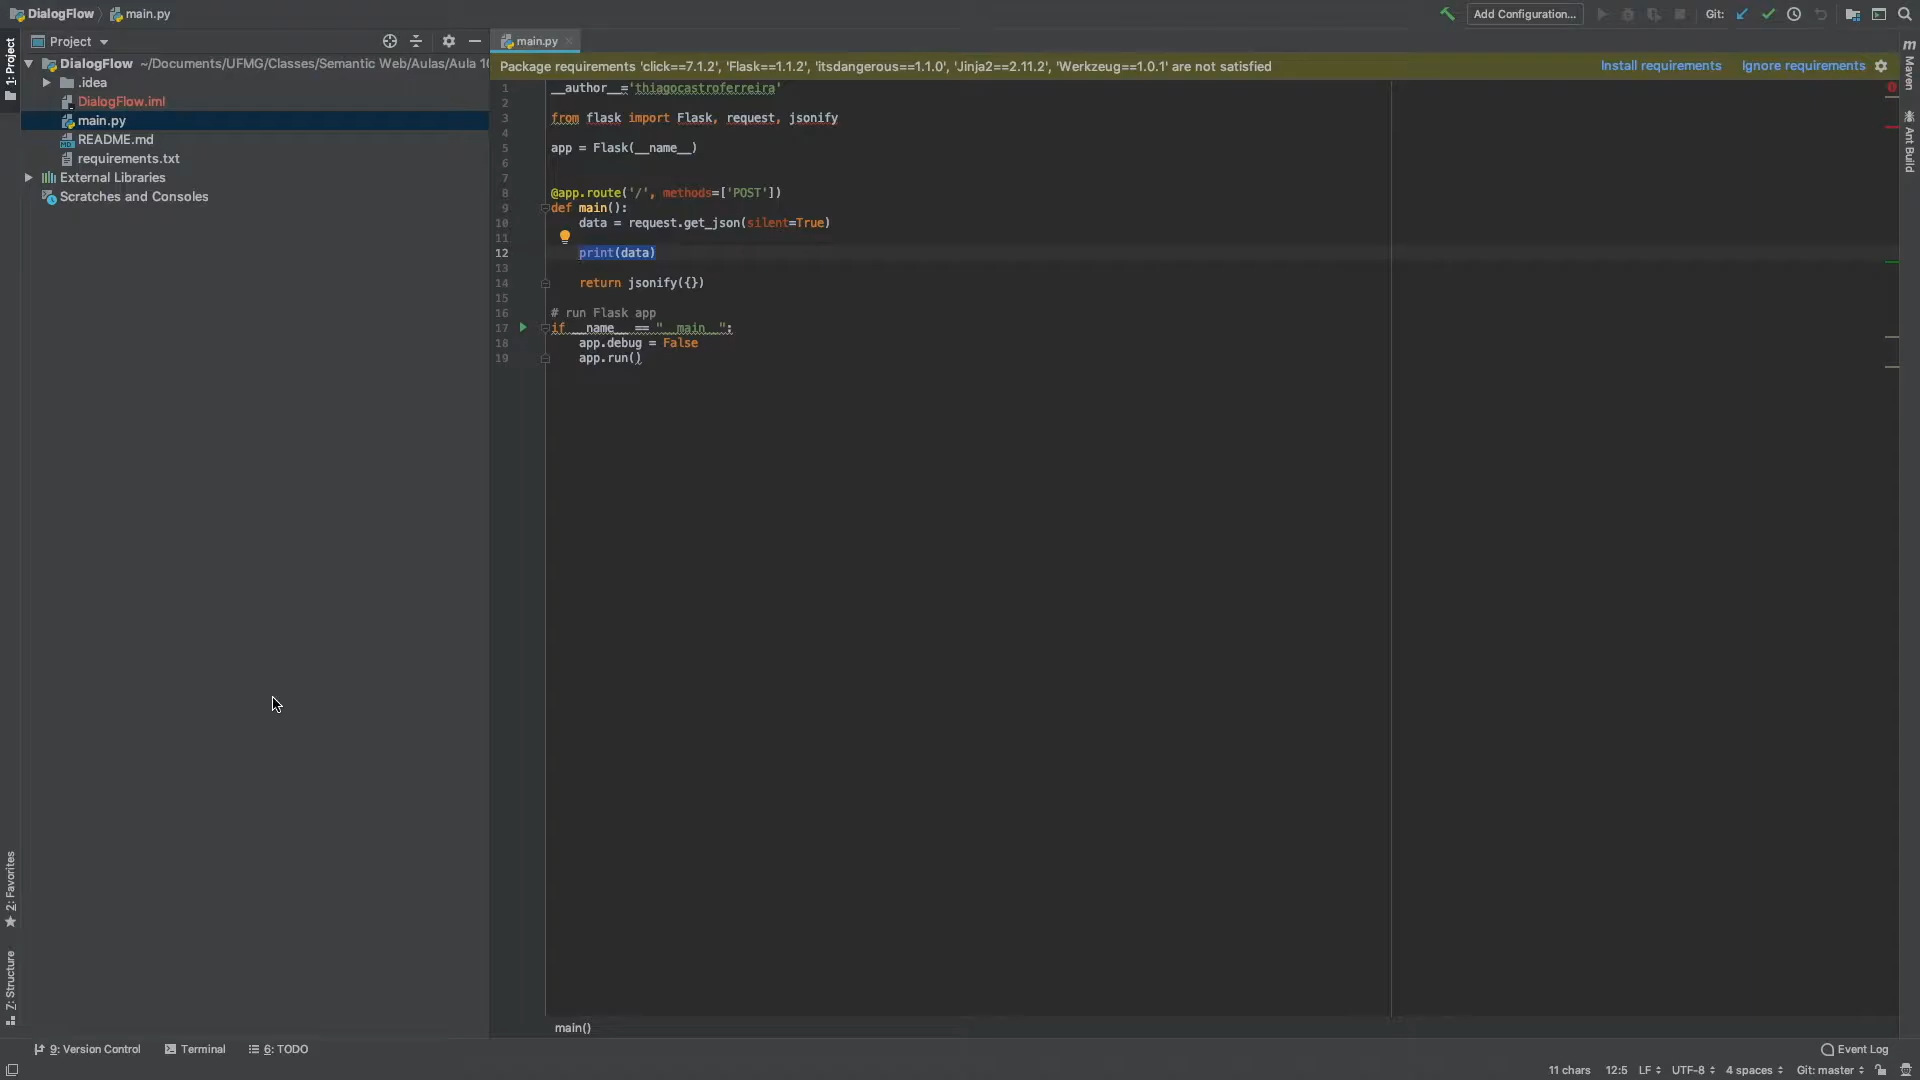 DialogFlow main.py
Add Configuration...
Git:
1: Project
Project
main.py
Maven
DialogFlow ~/Documents/UFMG/Classes/Semantic Web/Aulas/Aula 10
Package requirements 'click==7.1.2', 'Flask==1.1.2', 'itsdangerous==1.1.0', 'Jinja2==2.11.2', 'Werkzeug==1.0.1' are not satisfied
Install requirements
Ignore requirements
.idea
DialogFlow.iml
main.py
README.md
requirements.txt
External Libraries
Scratches and Consoles
Ant Build
1 __author__='thiagocastroferreira'
2
3 from flask import Flask, request, jsonify
4
5 app = Flask(__name__)
6
7
8 @app.route('/', methods=['POST'])
9 def main():
10 data = request.get_json(silent=True)
11
12 print(data)
13
14 return jsonify({})
15
16 # run Flask app
17 if __name__ == "__main__":
18 app.debug = False
19 app.run()
2: Favorites
Z: Structure
main()
9: Version Control
Terminal
6: TODO
Event Log
11 chars 12:5 LF UTF-8 4 spaces Git: master